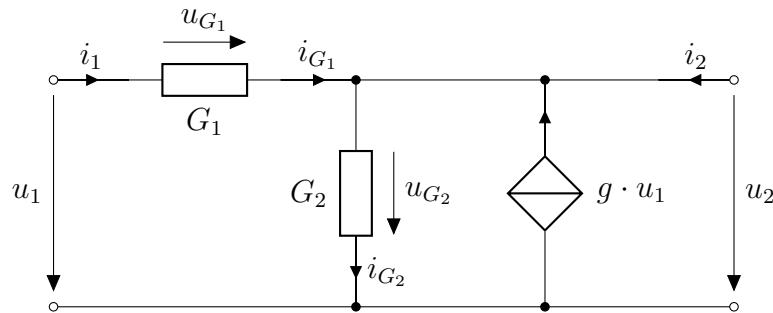 u_{G_1}
i_1
i_{G_1}
i_2
G_1
u_1
G_2
u_{G_2}
g · u_1
u_2
i_{G_2}